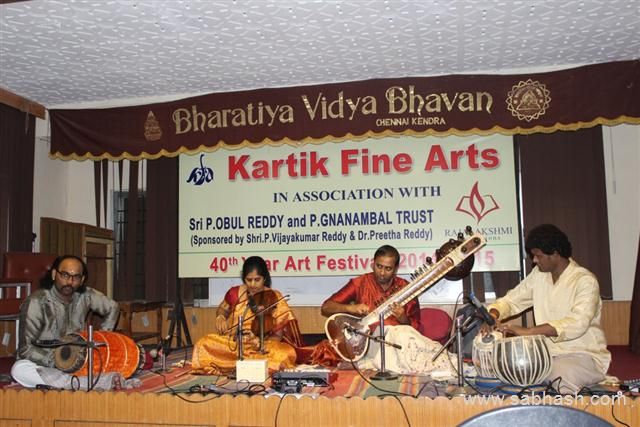 Bharatiya Vidya Bhavan
CHENNAI KENDRA
Kartik Fine Arts
IN ASSOCIATION WITH
Sri P.OBUL REDDY and P.GNANAMBAL TRUST
(Sponsored by Shri.P.Vijayakumar Reddy & Dr.Preetha Reddy)
40th Year Art Festival
www.sabhash.com